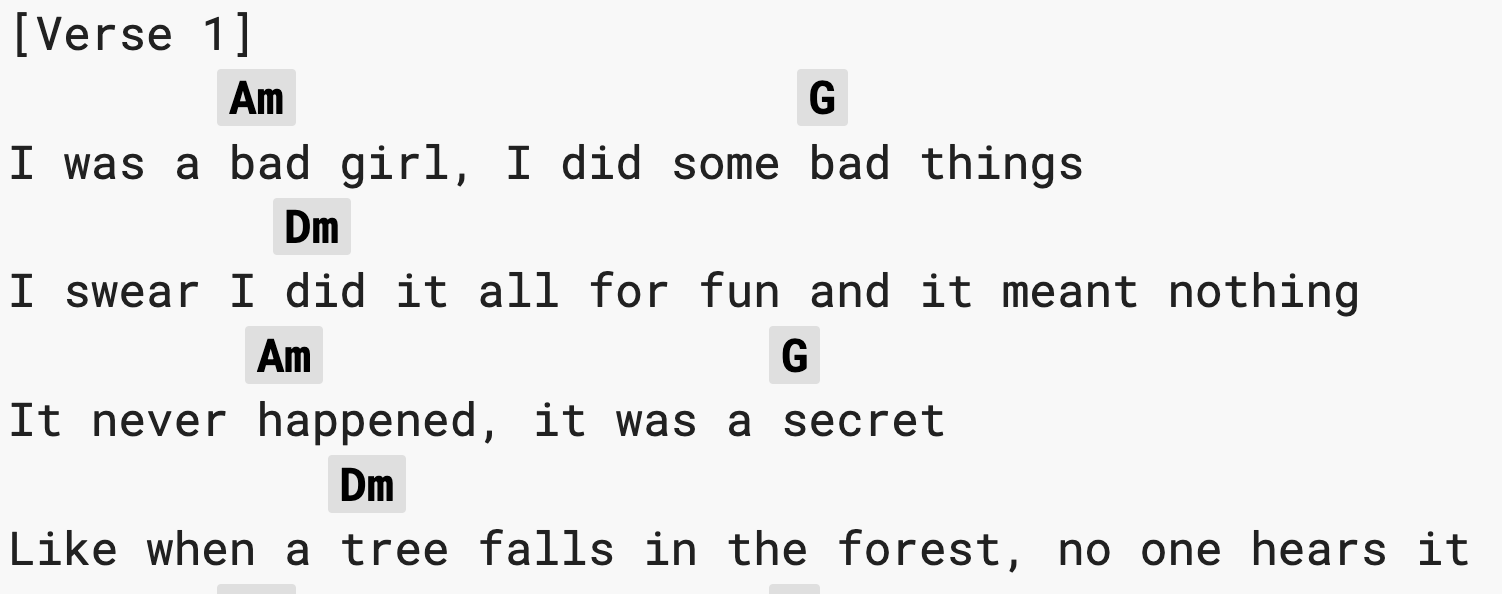 [Verse 1]
        Am                   G
I was a bad girl, I did some bad things
          Dm
I swear I did it all for fun and it meant nothing
         Am                 G
It never happened, it was a secret
            Dm
Like when a tree falls in the forest, no one hears it